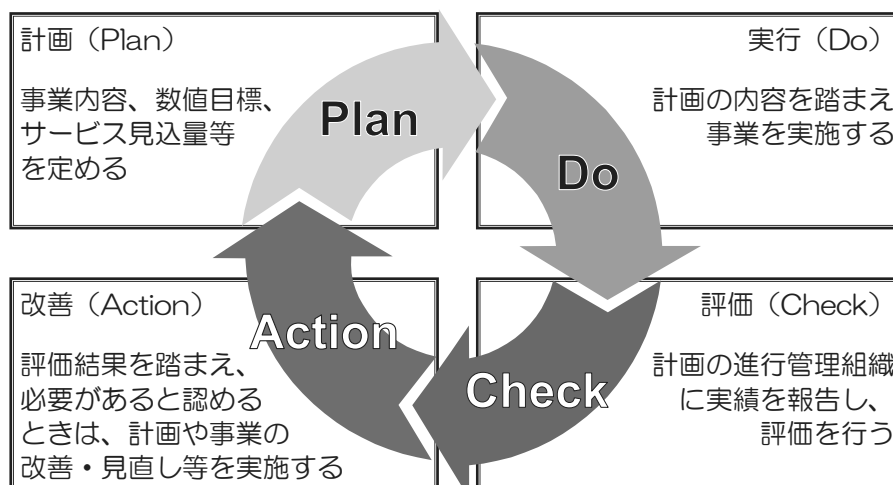 計画（Plan）
事業内容、数値目標、
サービス見込量等
を定める
Plan
実行（Do）
計画の内容を踏まえ
事業を実施する
Do
改善（Action）
評価結果を踏まえ、
必要があると認める
ときは、計画や事業の
改善・見直し等を実施する
Action
評価（Check）
計画の進行管理組織
に実績を報告し、
評価を行う
Check